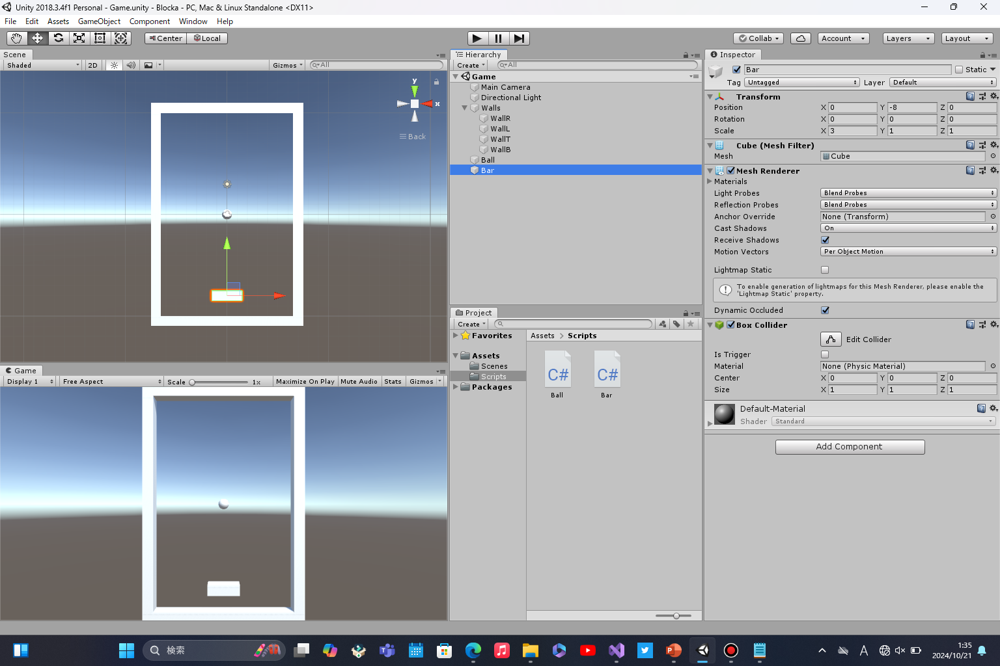 Unity 2018.3.4f1 Personal - Game.unity - Blocka - PC, Mac & Linux Standalone <DX11>
File Edit Assets GameObject Component Window Help
Center Local
Collab Account Layers Layout
Scene
Shaded 2D Gizmos All
y
x
Back
Game
Display 1 Free Aspect Scale 1x Maximize On Play Mute Audio Stats Gizmos
Hierarchy
Create All
Game
Main Camera
Directional Light
Walls
WallR
WallL
WallT
WallB
Ball
Bar
Project
Create
Favorites
Assets
Scenes
Scripts
Packages
Assets Scripts
C# C#
Ball Bar
Inspector
Bar Static
Tag Untagged Layer Default
Transform
Position X 0 Y -8 Z 0
Rotation X 0 Y 0 Z 0
Scale X 3 Y 1 Z 1
Cube (Mesh Filter)
Mesh Cube
Mesh Renderer
Materials
Light Probes Blend Probes
Reflection Probes Blend Probes
Anchor Override None (Transform)
Cast Shadows On
Receive Shadows
Motion Vectors Per Object Motion
Lightmap Static
To enable generation of lightmaps for this Mesh Renderer, please enable the
'Lightmap Static' property.
Dynamic Occluded
Box Collider
Edit Collider
Is Trigger
Material None (Physic Material)
Center X 0 Y 0 Z 0
Size X 1 Y 1 Z 1
Default-Material
Shader Standard
Add Component
検索
A
1:35
2024/10/21